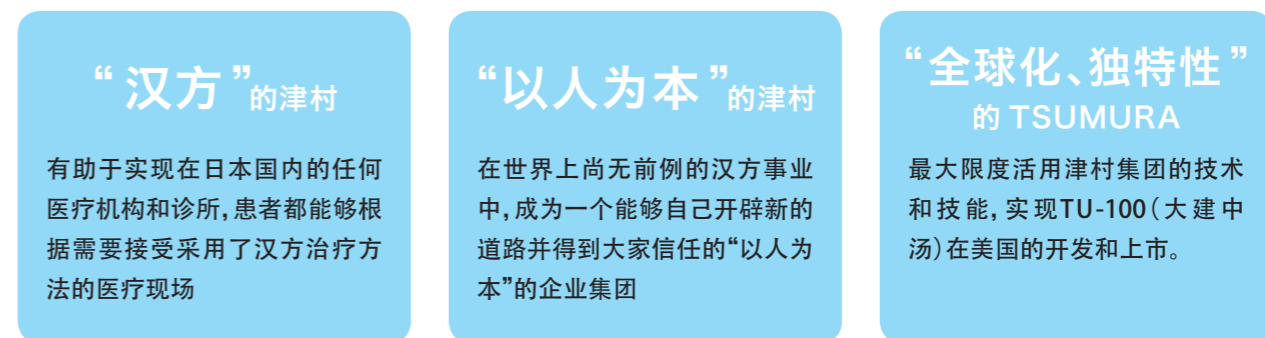 “汉方”的津村
有助于实现在日本国内的任何
医疗机构和诊所,患者都能够根
据需要接受采用了汉方治疗方
法的医疗现场
“以人为本”的津村
在世界上尚无前例的汉方事业
中,成为一个能够自己开辟新的
道路并得到大家信任的“以人为
本”的企业集团
“全球化、独特性”
的 TSUMURA
最大限度活用津村集团的技术
和技能,实现TU-100(大建中
汤)在美国的开发和上市。